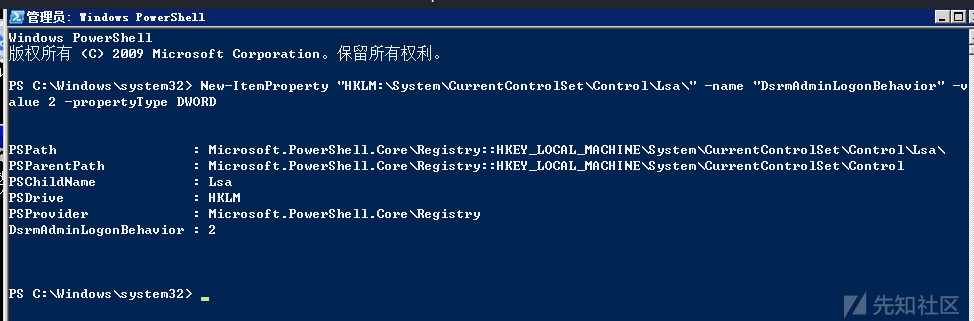 管理员: Windows PowerShell
Windows PowerShell
版权所有 (C) 2009 Microsoft Corporation。保留所有权利。
PS C:\Windows\system32> New-ItemProperty "HKLM:\System\CurrentControlSet\Control\Lsa\" -name "DsrmAdminLogonBehavior" -v
alue 2 -propertyType DWORD
PSPath                 : Microsoft.PowerShell.Core\Registry::HKEY_LOCAL_MACHINE\System\CurrentControlSet\Control\Lsa\
PSParentPath           : Microsoft.PowerShell.Core\Registry::HKEY_LOCAL_MACHINE\System\CurrentControlSet\Control
PSChildName            : Lsa
PSDrive                : HKLM
PSProvider             : Microsoft.PowerShell.Core\Registry
DsrmAdminLogonBehavior : 2
PS C:\Windows\system32>
先知社区